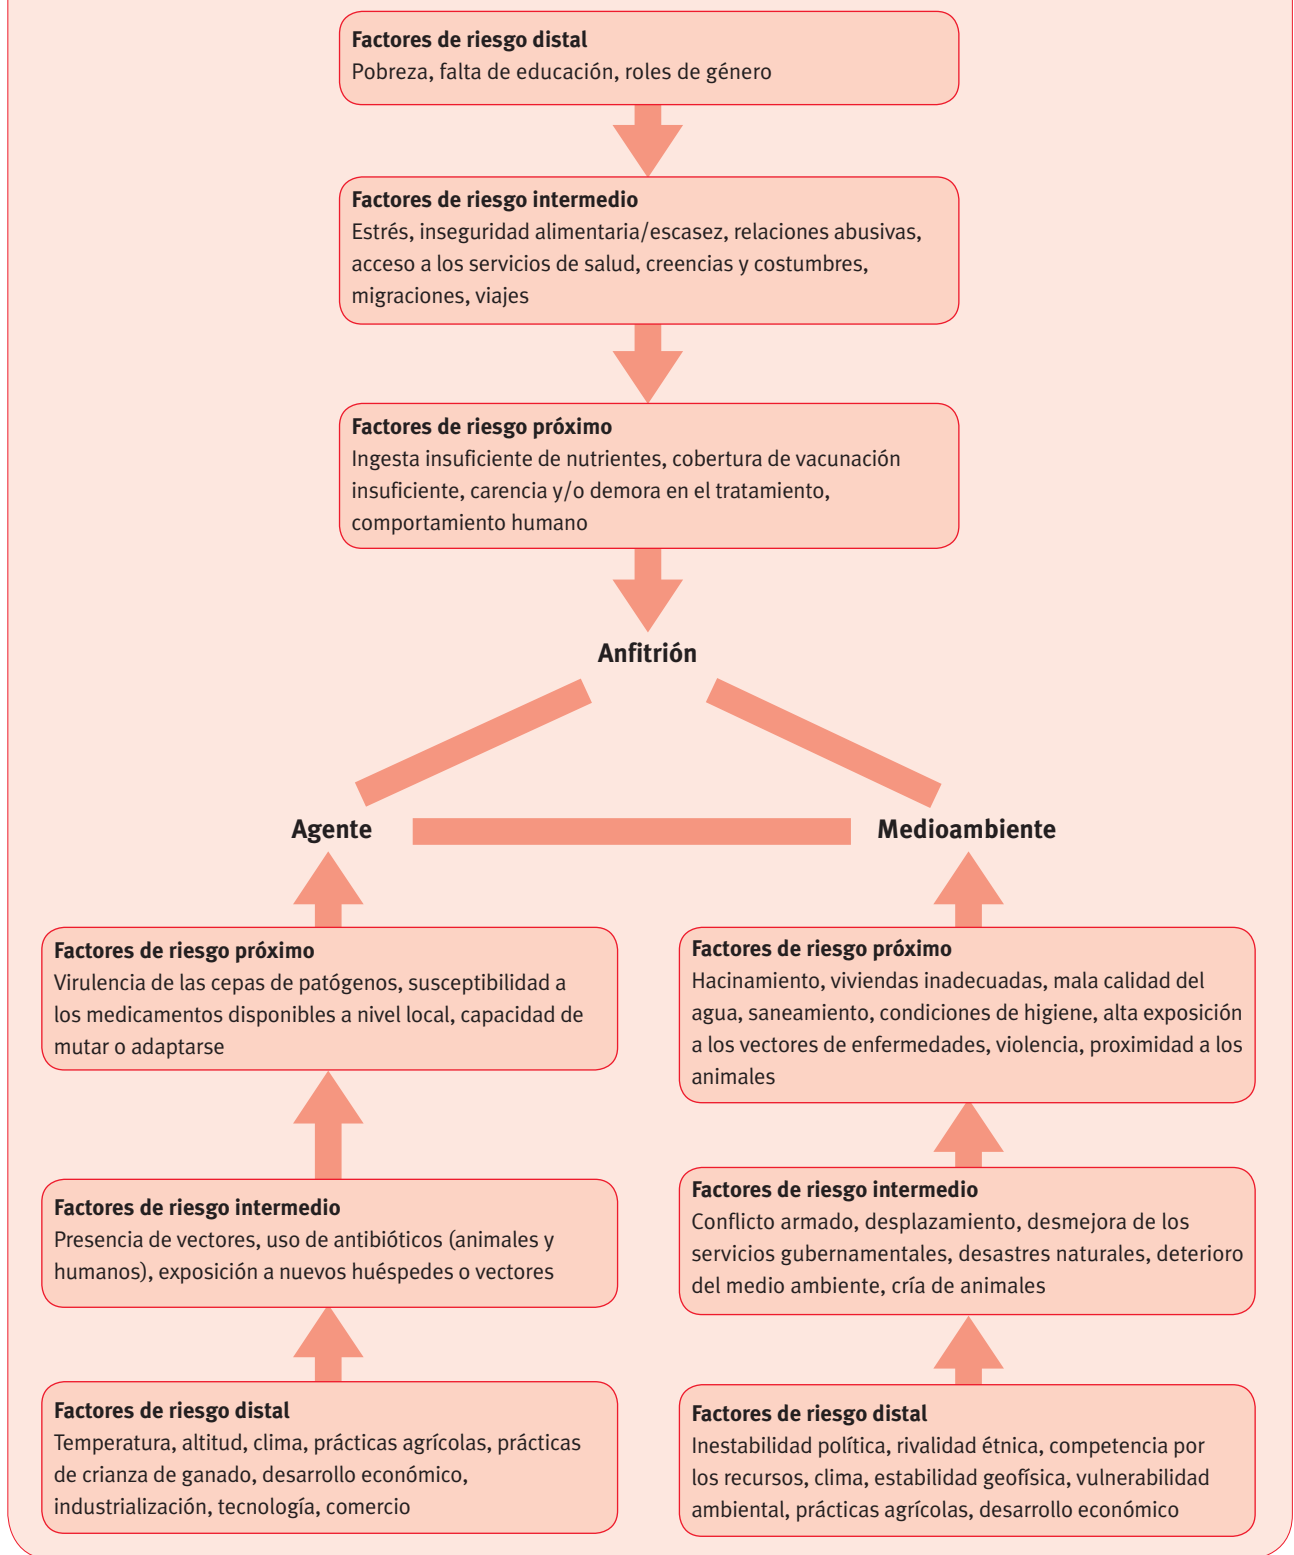 Factores de riesgo distal
Pobreza, falta de educación, roles de género
Factores de riesgo intermedio
Estrés, inseguridad alimentaria/escasez, relaciones abusivas,
acceso a los servicios de salud, creencias y costumbres,
migraciones, viajes
Factores de riesgo próximo
Ingesta insuficiente de nutrientes, cobertura de vacunación
insuficiente, carencia y/o demora en el tratamiento,
comportamiento humano
Anfitrión
Agente
Medioambiente
Factores de riesgo próximo
Virulencia de las cepas de patógenos, susceptibilidad a
los medicamentos disponibles a nivel local, capacidad de
mutar o adaptarse
Factores de riesgo intermedio
Presencia de vectores, uso de antibióticos (animales y
humanos), exposición a nuevos huéspedes o vectores
Factores de riesgo distal
Temperatura, altitud, clima, prácticas agrícolas, prácticas
de crianza de ganado, desarrollo económico,
industrialización, tecnología, comercio
Factores de riesgo próximo
Hacinamiento, viviendas inadecuadas, mala calidad del
agua, saneamiento, condiciones de higiene, alta exposición
a los vectores de enfermedades, violencia, proximidad a los
animales
Factores de riesgo intermedio
Conflicto armado, desplazamiento, desmejora de los
servicios gubernamentales, desastres naturales, deterioro
del medio ambiente, cría de animales
Factores de riesgo distal
Inestabilidad política, rivalidad étnica, competencia por
los recursos, clima, estabilidad geofísica, vulnerabilidad
ambiental, prácticas agrícolas, desarrollo económico